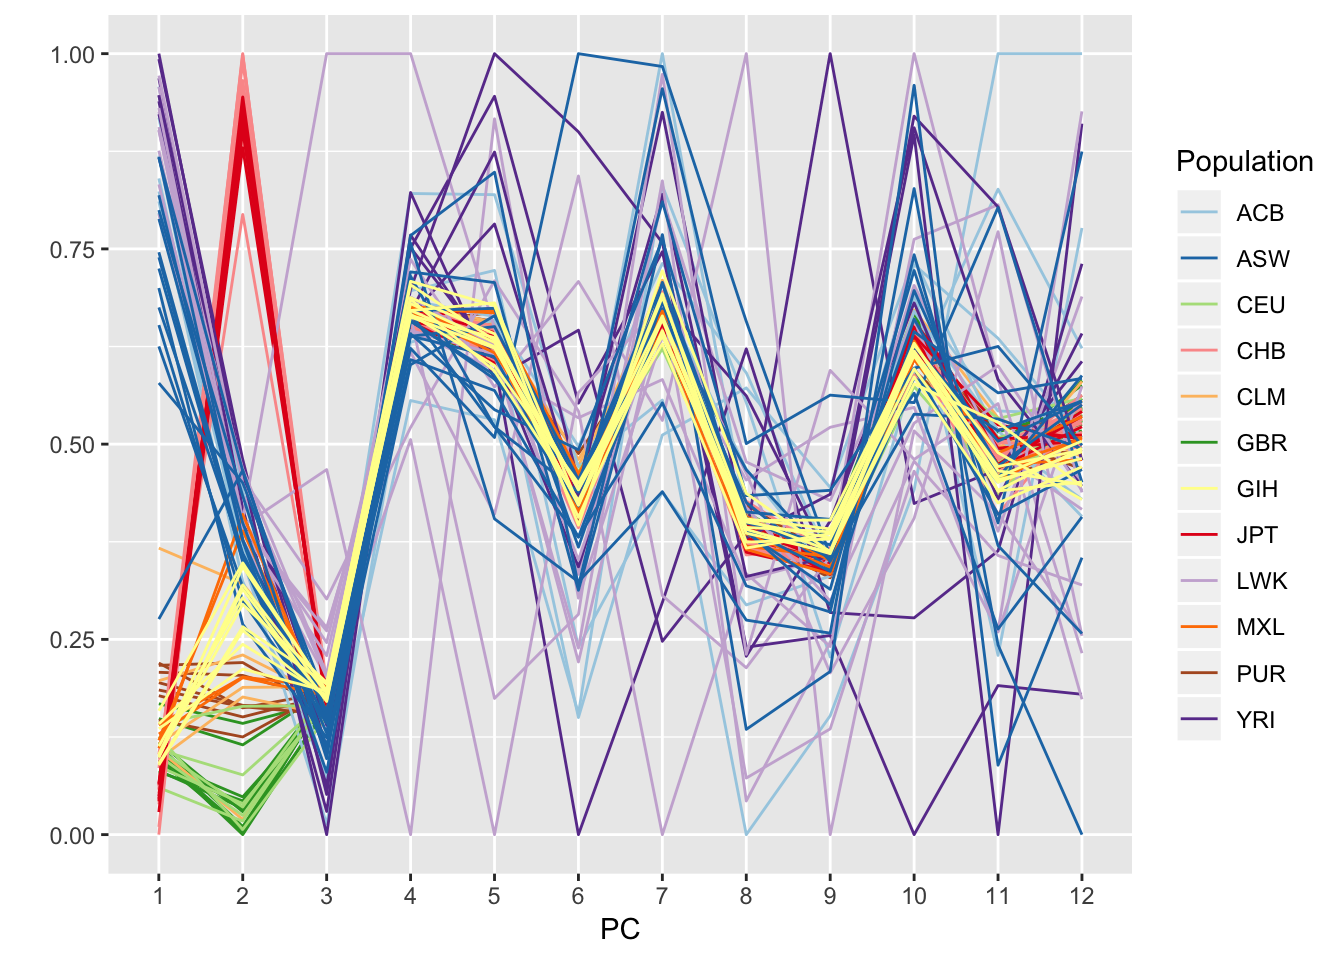 1.00
0.75
0.50
0.25
0.00
1 2 3 4 5 6 7 8 9 10 11 12
PC
Population
ACB
ASW
CEU
CHB
CLM
GBR
GIH
JPT
LWK
MXL
PUR
YRI